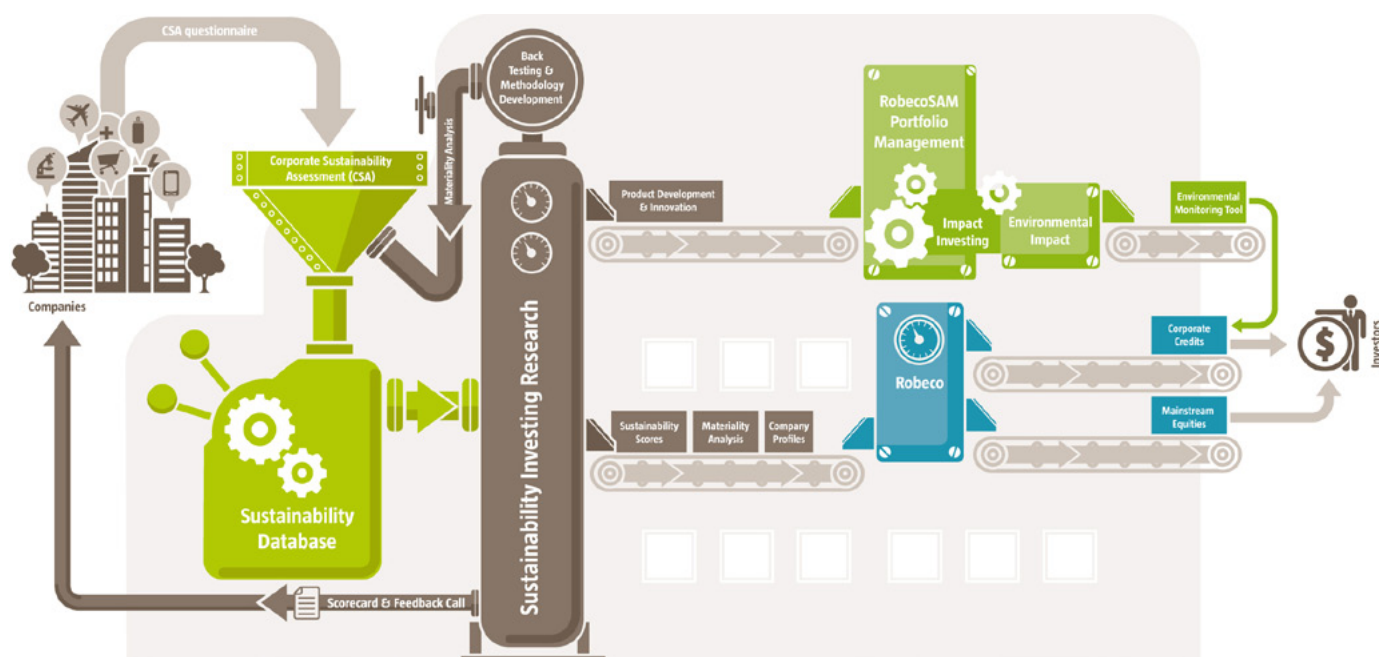 CSA questionnaire
Back
Testing &
Methodology
Development
Materiality Analysis
Corporate Sustainability
Assessment (CSA)
Companies
Sustainability
Database
Scorecard & Feedback Call
Sustainability Investing Research
Product Development
& Innovation
RobecoSAM
Portfolio
Management
Impact
Investing
Environmental
Impact
Environmental
Monitoring Tool
Sustainability
Scores
Materiality
Analysis
Company
Profiles
Robeco
Corporate
Credits
Mainstream
Equities
$
Investors